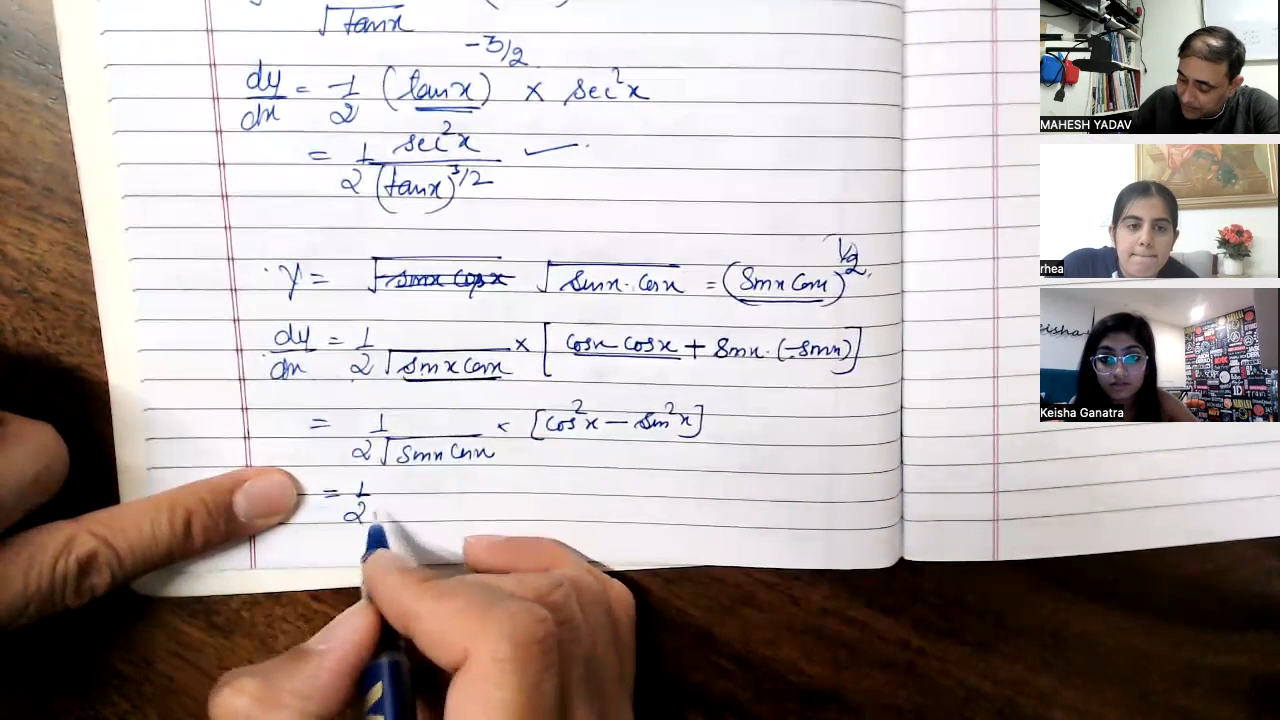 √tanx
dy/dx = -1/2 (tanx)^-3/2 × sec²x
= -1/2 sec²x/(tanx)^3/2
y = √sinx cosx √sinx·cosx = (sinx cosx)^1/2.
dy/dx = 1/2√sinx cosx × [cosx cosx + sinx·(-sinx)]
= 1/2√sinx cosx × [cos²x - sin²x]
= 1/2
MAHESH YADAV
rhea
Keisha Ganatra